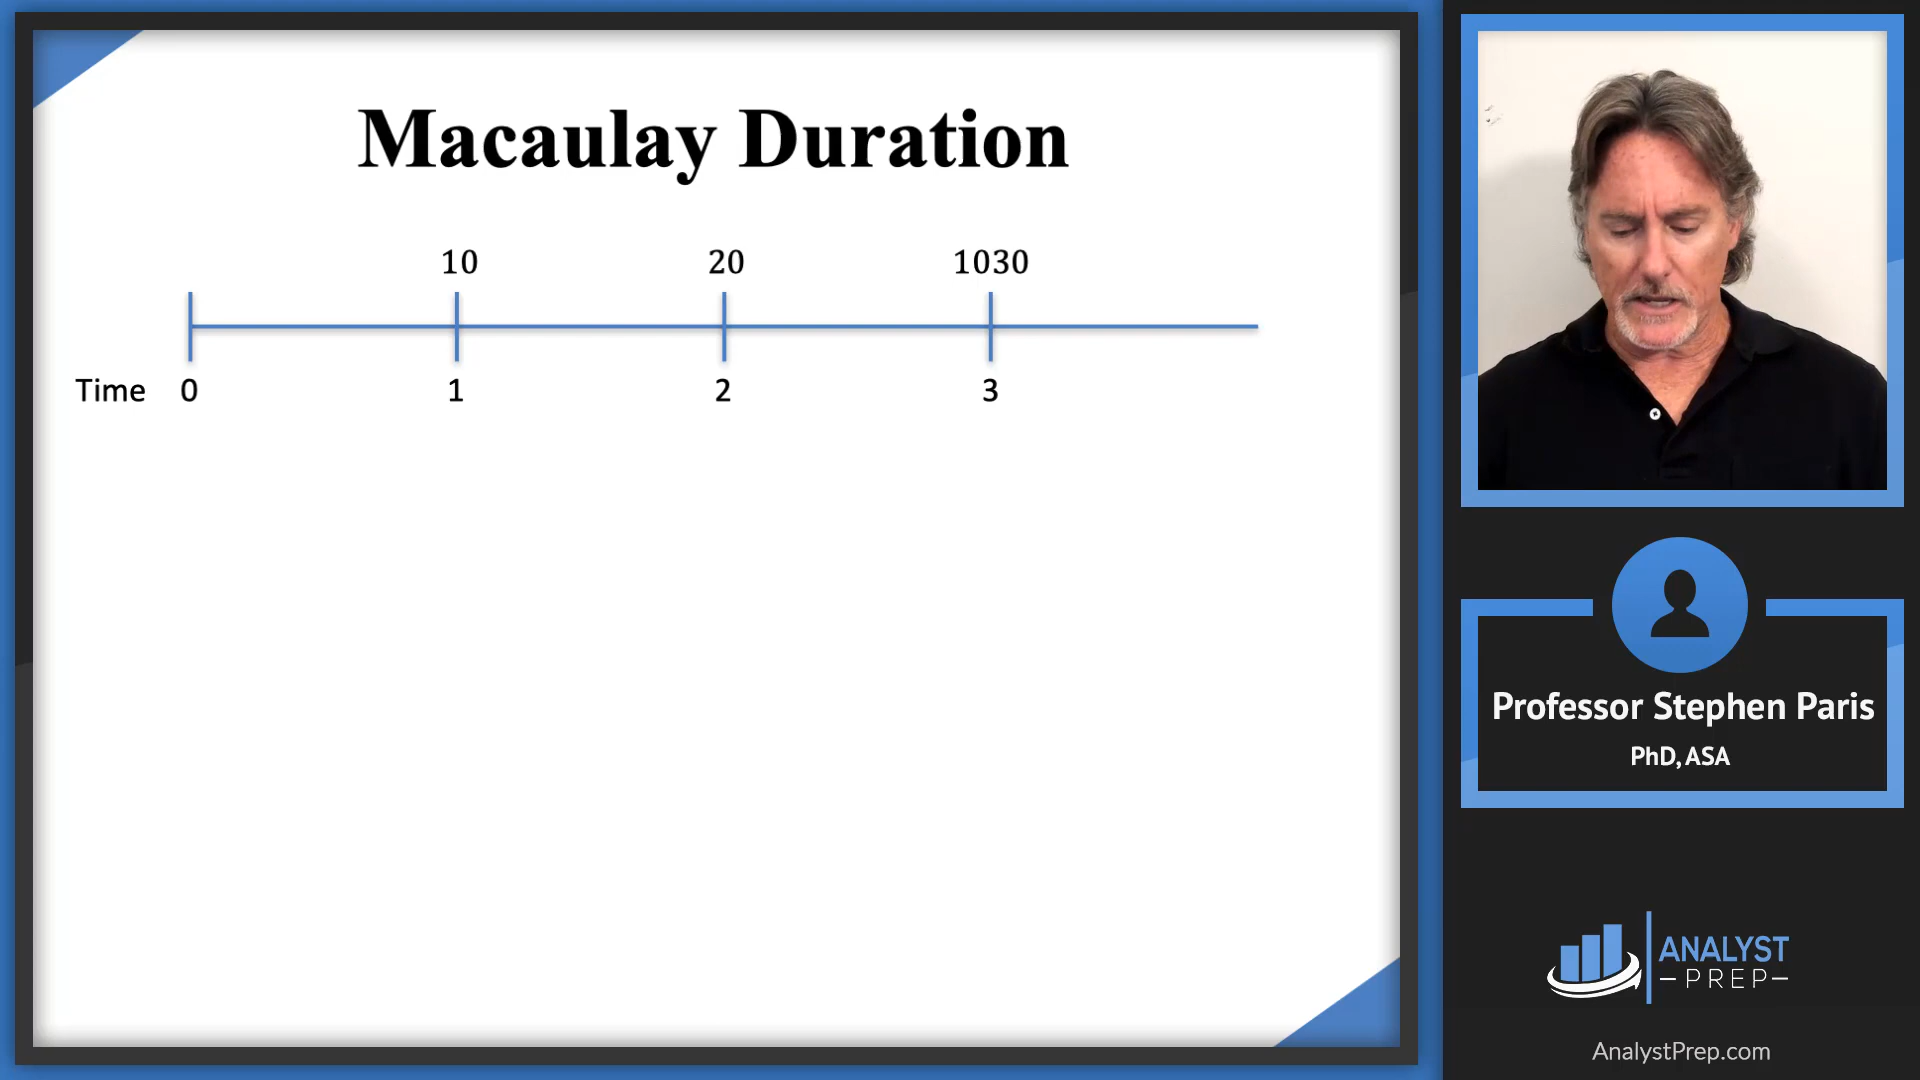 Macaulay Duration
10 20 1030
Time 0 1 2 3
Professor Stephen Paris
PhD, ASA
ANALYST
PREP
AnalystPrep.com